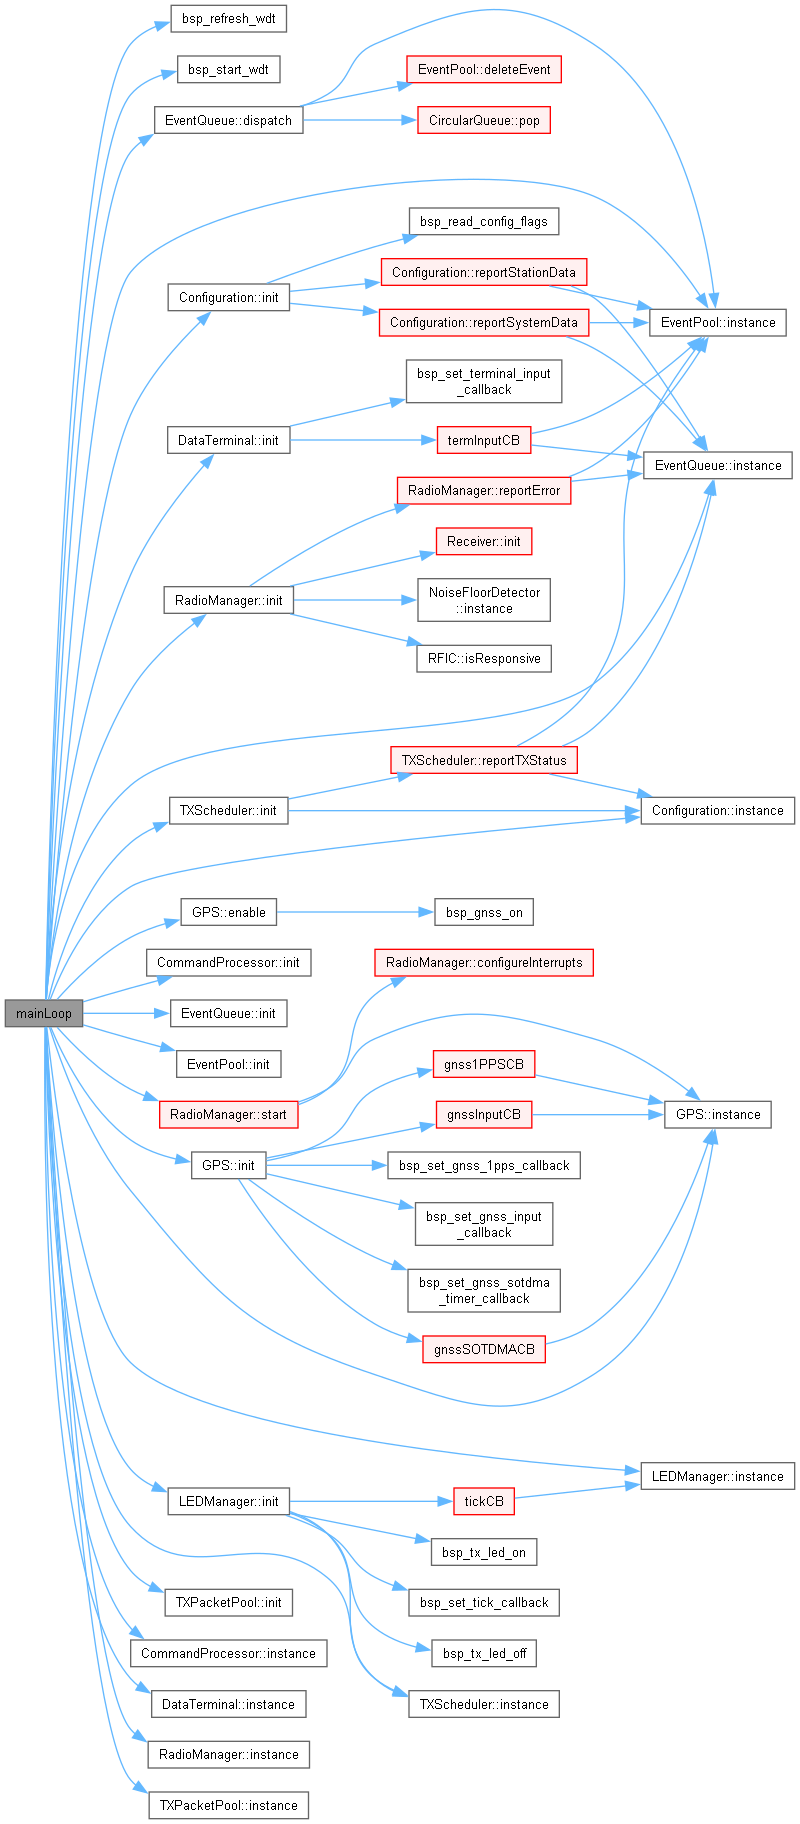 bsp_refresh_wdt
bsp_start_wdt
EventPool::deleteEvent
EventQueue::dispatch
CircularQueue::pop
bsp_read_config_flags
Configuration::reportStationData
Configuration::init
Configuration::reportSystemData
EventPool::instance
bsp_set_terminal_input
_callback
DataTerminal::init
termInputCB
EventQueue::instance
RadioManager::reportError
Receiver::init
RadioManager::init
NoiseFloorDetector
::instance
RFIC::isResponsive
TXScheduler::reportTXStatus
TXScheduler::init
Configuration::instance
GPS::enable
bsp_gnss_on
CommandProcessor::init
RadioManager::configureInterrupts
mainLoop
EventQueue::init
EventPool::init
gnss1PPSCB
RadioManager::start
gnssInputCB
GPS::instance
GPS::init
bsp_set_gnss_1pps_callback
bsp_set_gnss_input
_callback
bsp_set_gnss_sotdma
_timer_callback
gnssSOTDMACB
LEDManager::instance
LEDManager::init
tickCB
bsp_tx_led_on
TXPacketPool::init
bsp_set_tick_callback
CommandProcessor::instance
bsp_tx_led_off
DataTerminal::instance
TXScheduler::instance
RadioManager::instance
TXPacketPool::instance